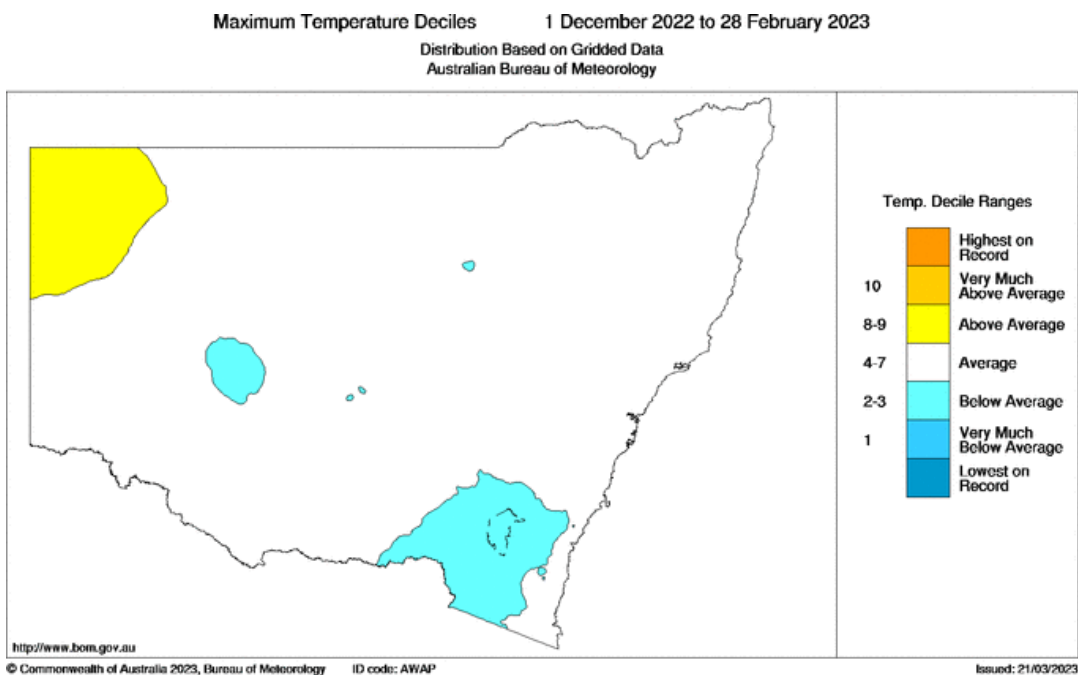 Maximum Temperature Deciles 1 December 2022 to 28 February 2023
Distribution Based on Gridded Data
Australian Bureau of Meteorology
Temp. Decile Ranges
Highest on
Record
10 Very Much
Above Average
8-9 Above Average
4-7 Average
2-3 Below Average
1 Very Much
Below Average
Lowest on
Record
http://www.bom.gov.au
© Commonwealth of Australia 2023, Bureau of Meteorology ID code: AWAP Issued: 21/03/2023